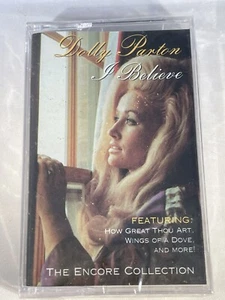 Dolly Parton
I Believe
FEATURING:
HOW GREAT THOU ART,
WINGS OF A DOVE,
AND MORE!
THE ENCORE COLLECTION